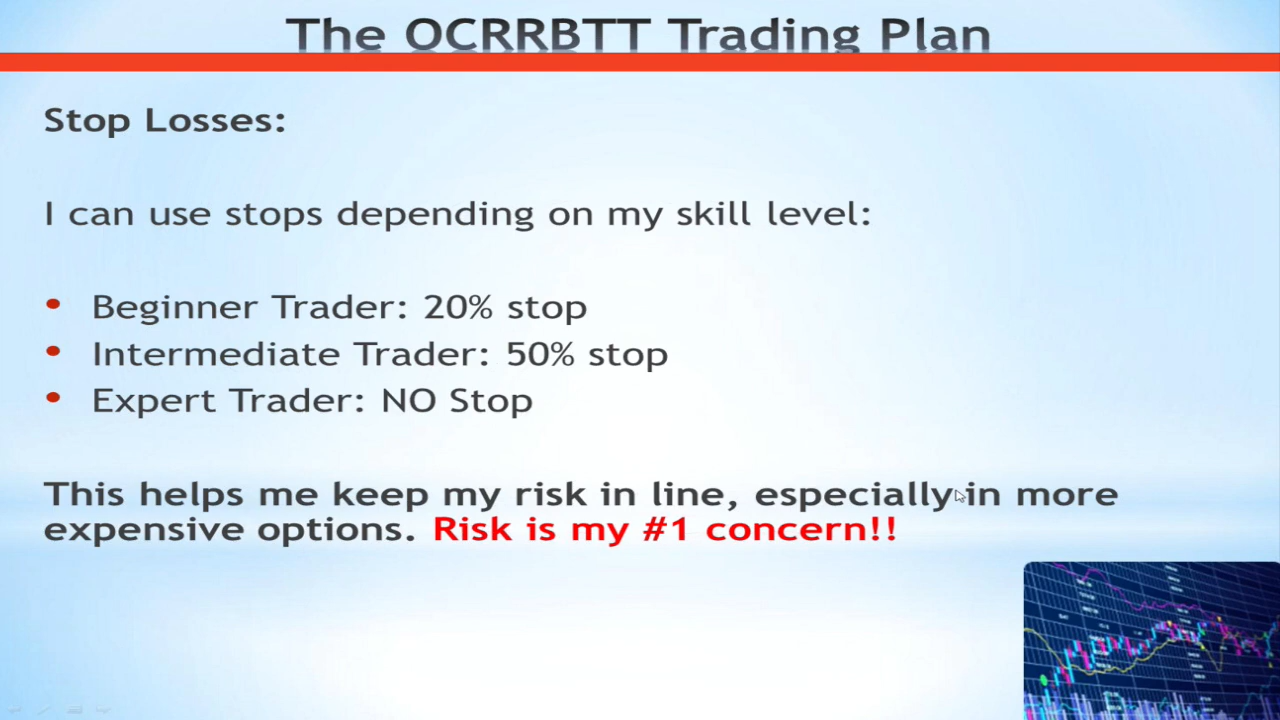 The OCRRBTT Trading Plan
Stop Losses:
I can use stops depending on my skill level:
• Beginner Trader: 20% stop
• Intermediate Trader: 50% stop
• Expert Trader: NO Stop
This helps me keep my risk in line, especially in more
expensive options. Risk is my #1 concern!!